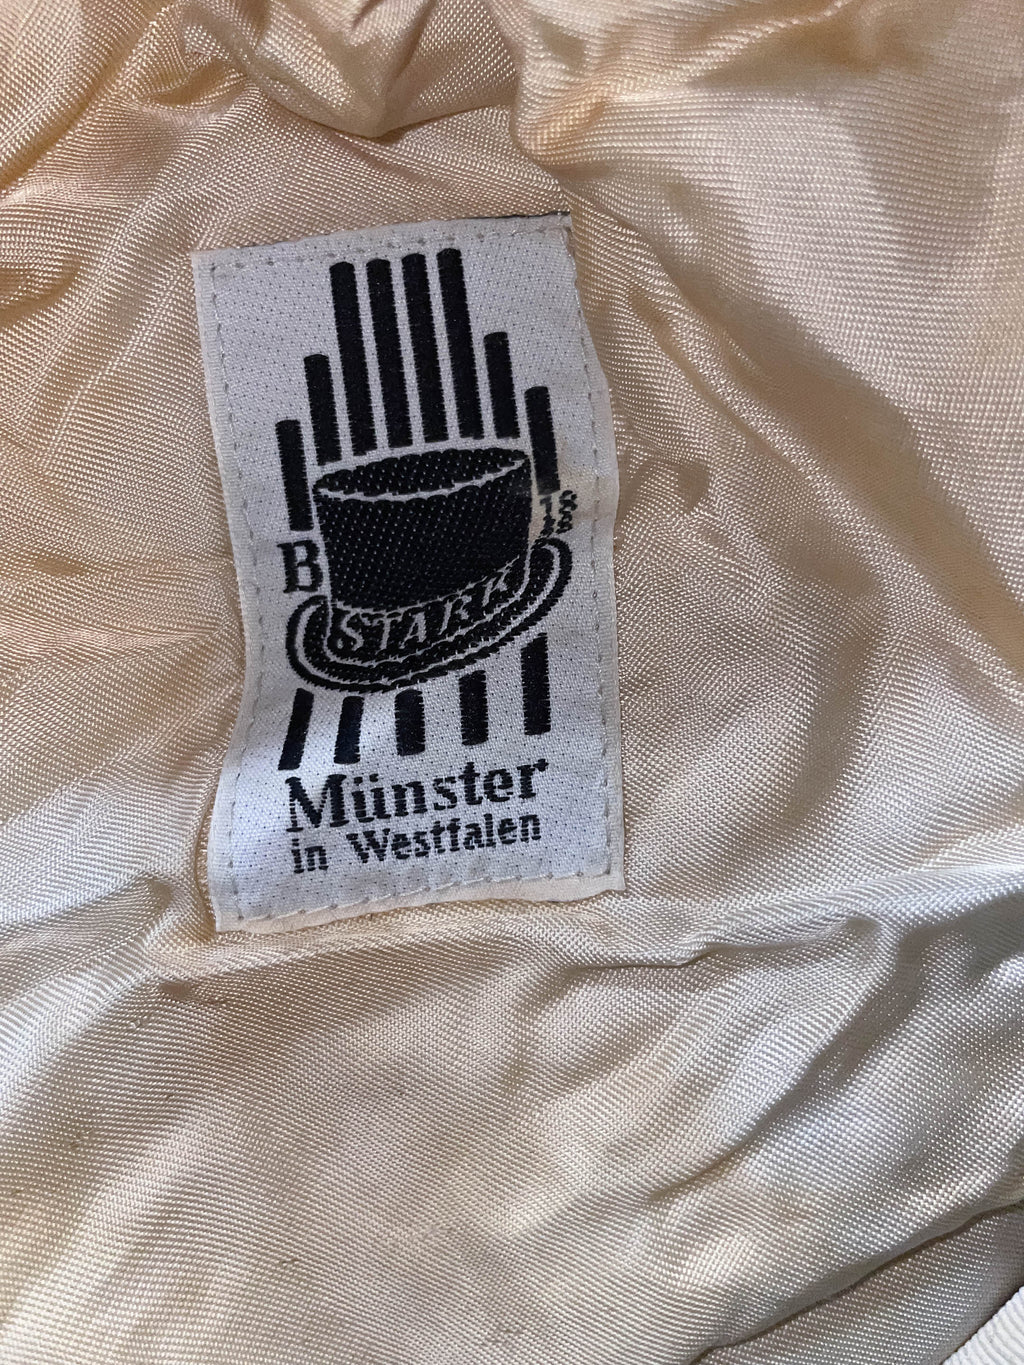 B
STARK
Münster
in Westfalen